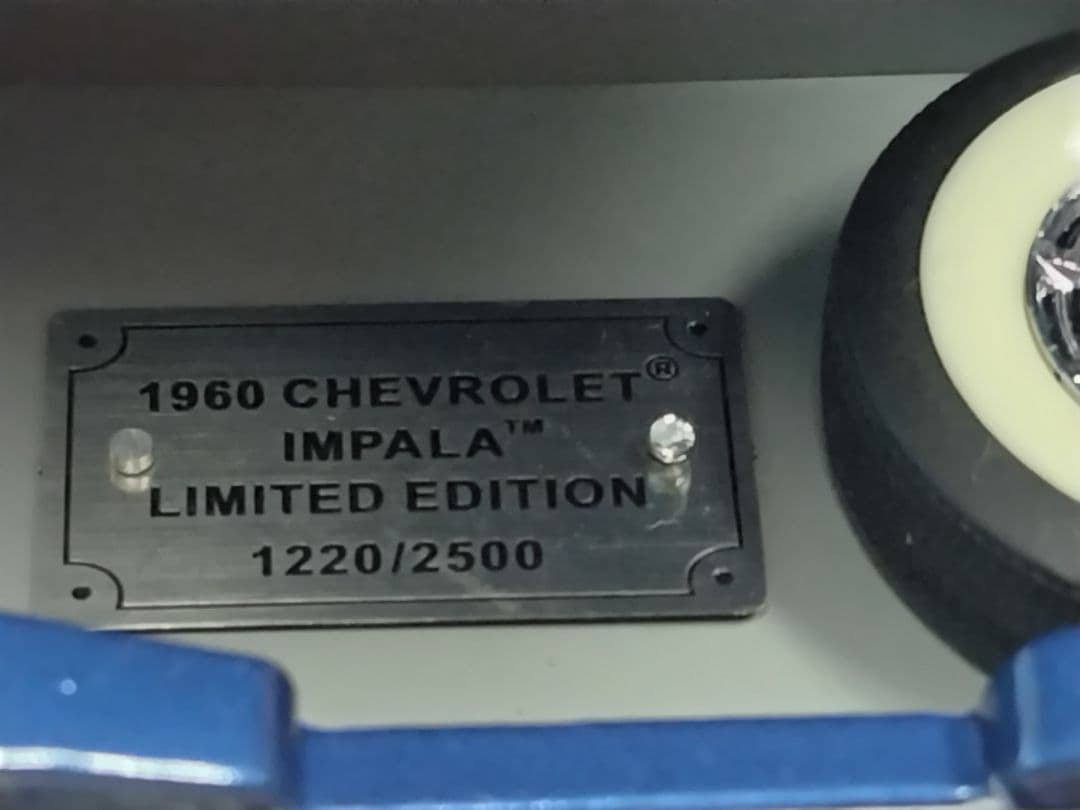 1960 CHEVROLET®
IMPALA™
LIMITED EDITION
1220/2500